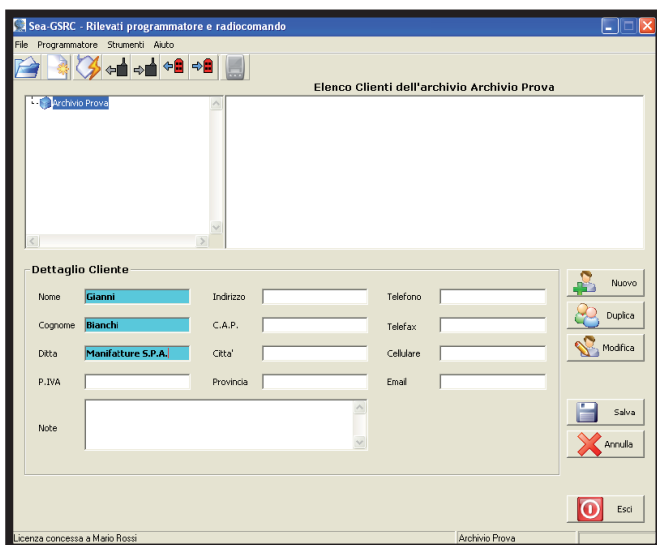 Sea-GSRC - Rilevati programmatore e radiocomando
File Programmatore Strumenti Aiuto
Elenco Clienti dell'archivio Archivio Prova
Archivio Prova
Dettaglio Cliente
Nome Gianni Indirizzo Telefono
Cognome Bianchi C.A.P. Telefax
Ditta Manifatture S.P.A. Citta' Cellulare
P.IVA Provincia Email
Note
Nuovo
Duplica
Modifica
Salva
Annulla
Esci
Licenza concessa a Mario Rossi Archivio Prova